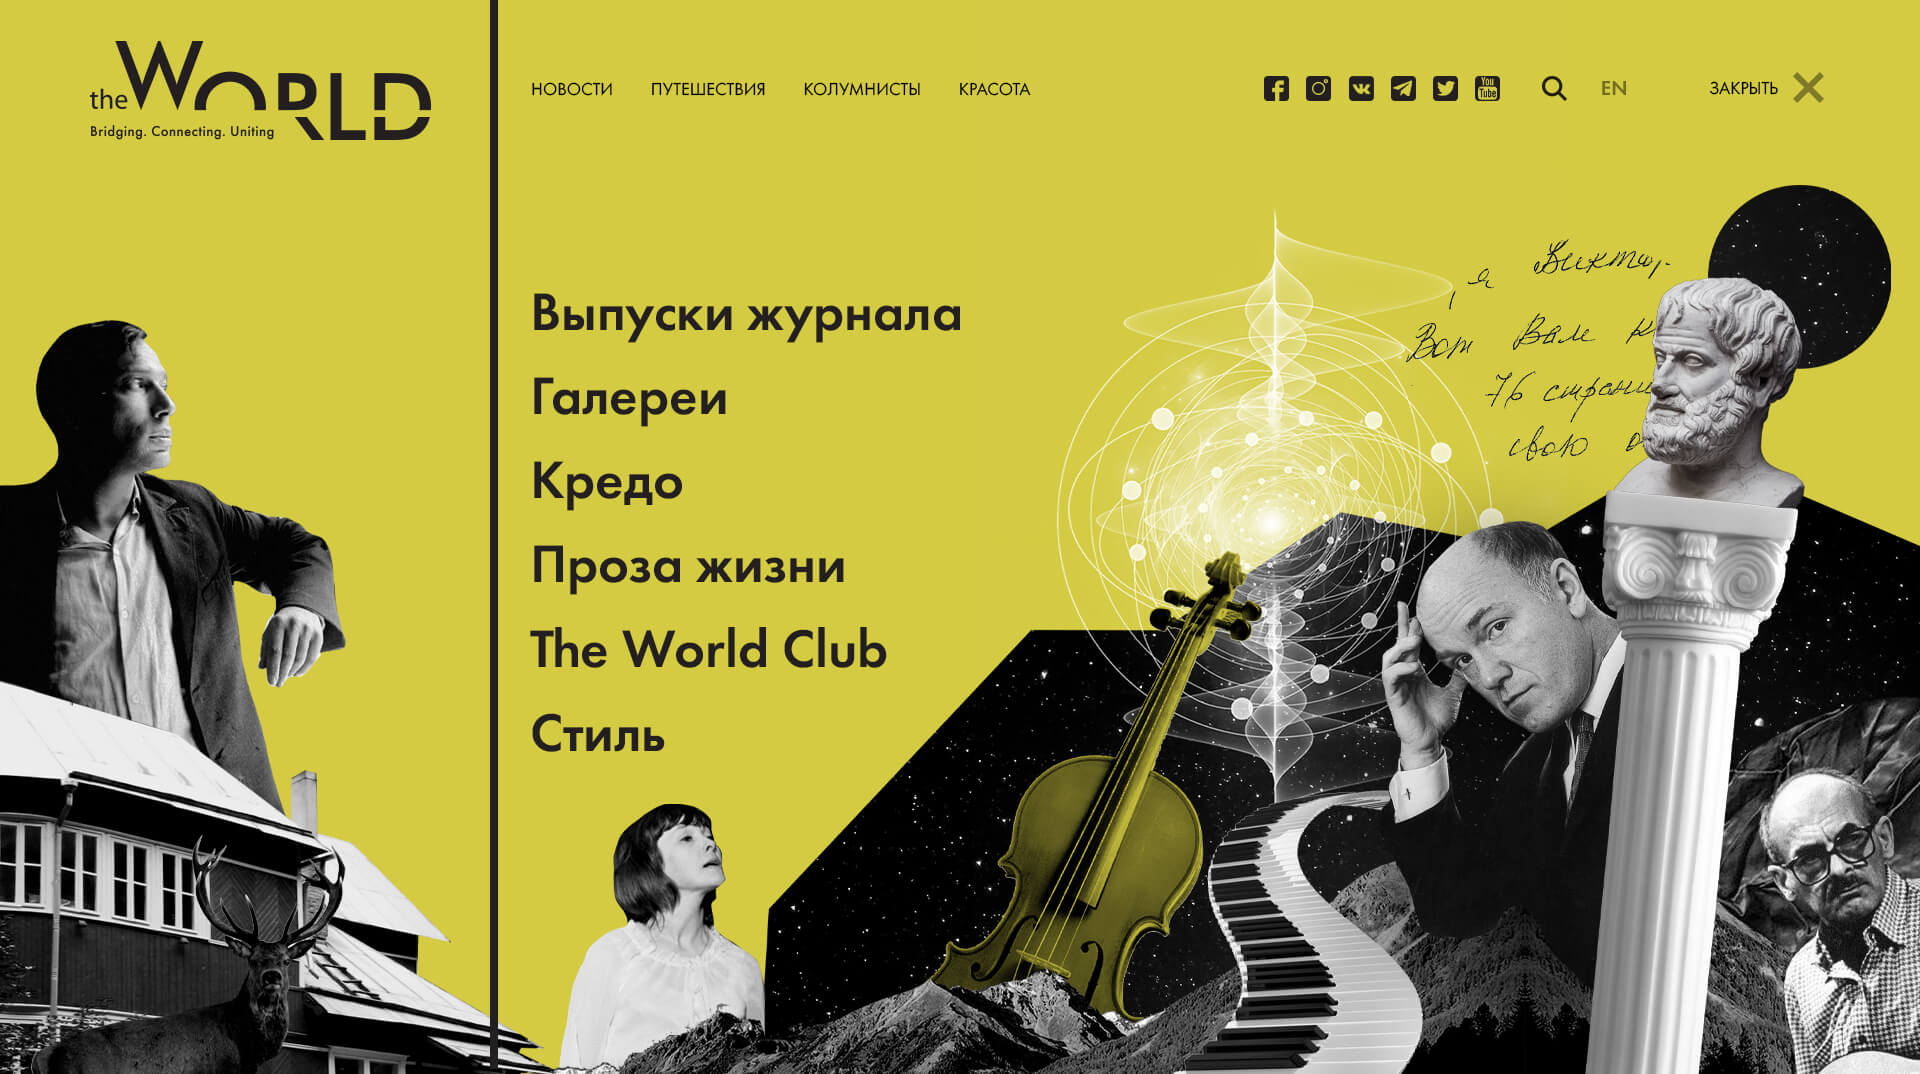 the WORLD
Bridging. Connecting. Uniting
НОВОСТИ ПУТЕШЕСТВИЯ КОЛУМНИСТЫ КРАСОТА
You Tube
EN
ЗАКРЫТЬ
Выпуски журнала
Галереи
Кредо
Проза жизни
The World Club
Стиль
, я Виктор
Вот Вам к
76 страни
свою о